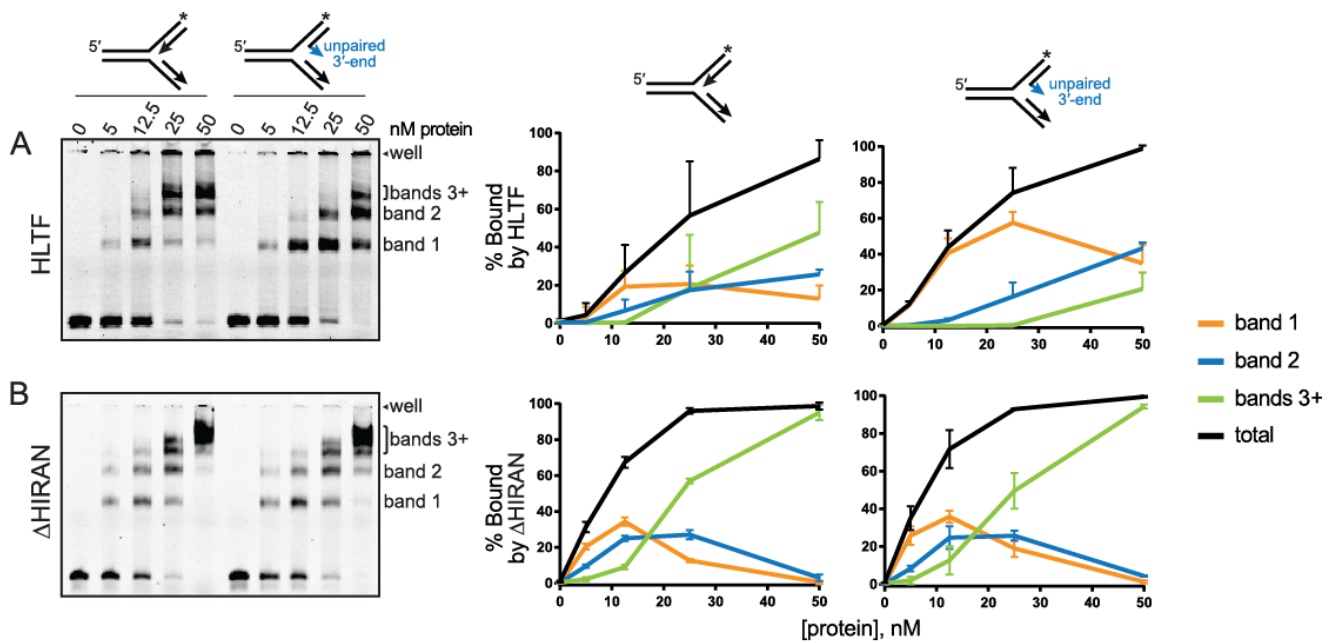 * *
5′ 5′ unpaired
3′-end
0 5 12.5 25 50 0 5 12.5 25 50 nM protein
A
HLTF
◂well
bands 3+
band 2
band 1
% Bound
by HLTF
100
80
60
40
20
0
0 10 20 30 40 50
*
5′
100
80
60
40
20
0
0 10 20 30 40 50
*
5′ unpaired
3′-end
B
ΔHIRAN
◂well
bands 3+
band 2
band 1
% Bound
by ΔHIRAN
100
80
60
40
20
0
0 10 20 30 40 50
100
80
60
40
20
0
0 10 20 30 40 50
[protein], nM
band 1
band 2
bands 3+
total